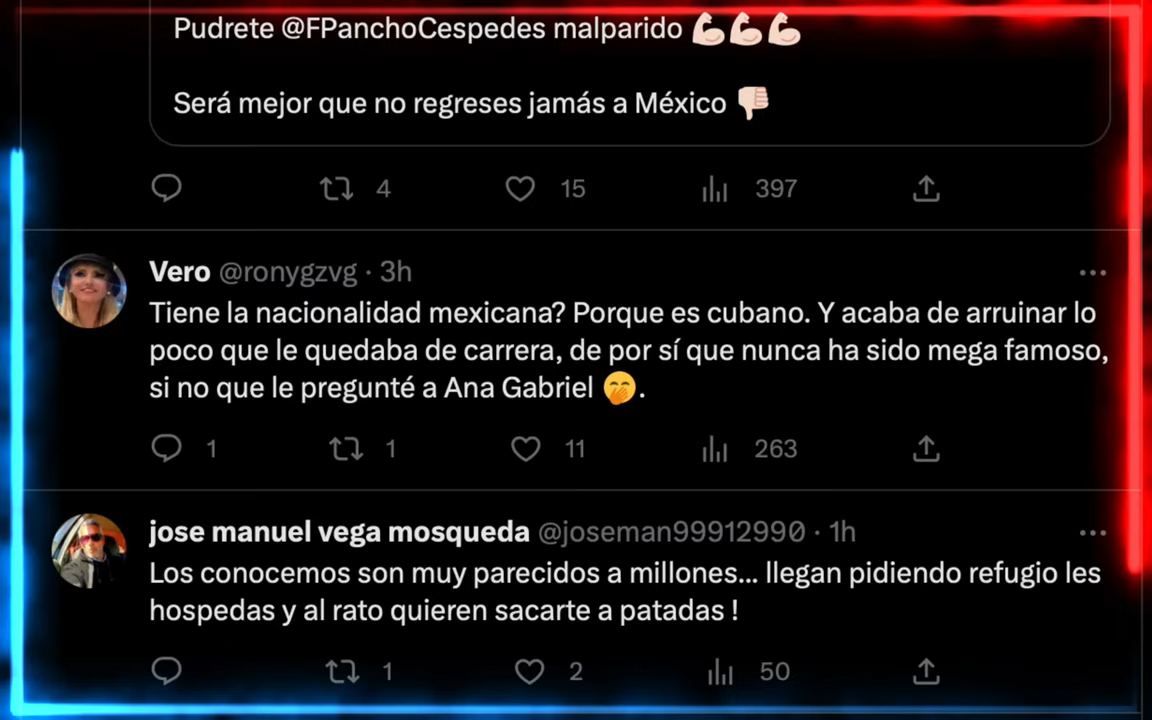 Pudrete @FPanchoCespedes malparido 💪🏻💪🏻💪🏻
Será mejor que no regreses jamás a México 👎🏻
4 15 397
Vero @ronygzvg · 3h
Tiene la nacionalidad mexicana? Porque es cubano. Y acaba de arruinar lo
poco que le quedaba de carrera, de por sí que nunca ha sido mega famoso,
si no que le pregunté a Ana Gabriel 🤭.
1 1 11 263
jose manuel vega mosqueda @joseman99912990 · 1h
Los conocemos son muy parecidos a millones... llegan pidiendo refugio les
hospedas y al rato quieren sacarte a patadas !
1 2 50